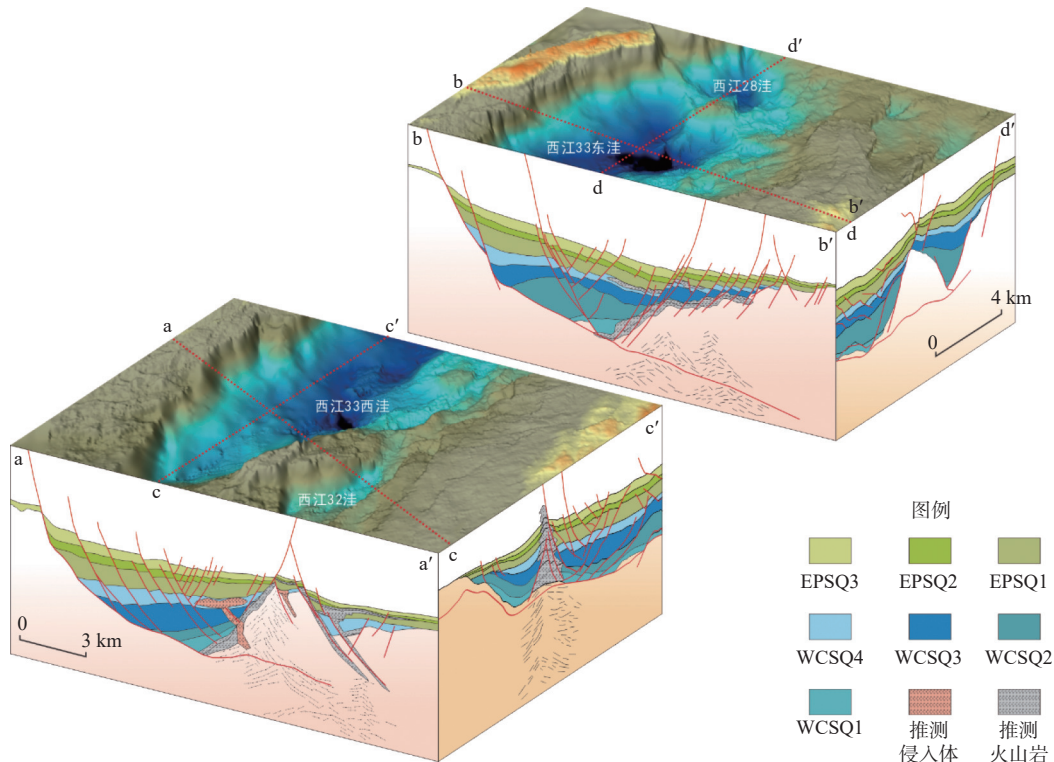 d′
b
西江28洼
b
西江33东洼
d′
d
b′
b′
d
4 km
0
a
c′
西江33西洼
a
c
c′
西江32洼
a′
c
0
3 km
图例
EPSQ3 EPSQ2 EPSQ1
WCSQ4 WCSQ3 WCSQ2
WCSQ1 推测 推测
侵入体 火山岩